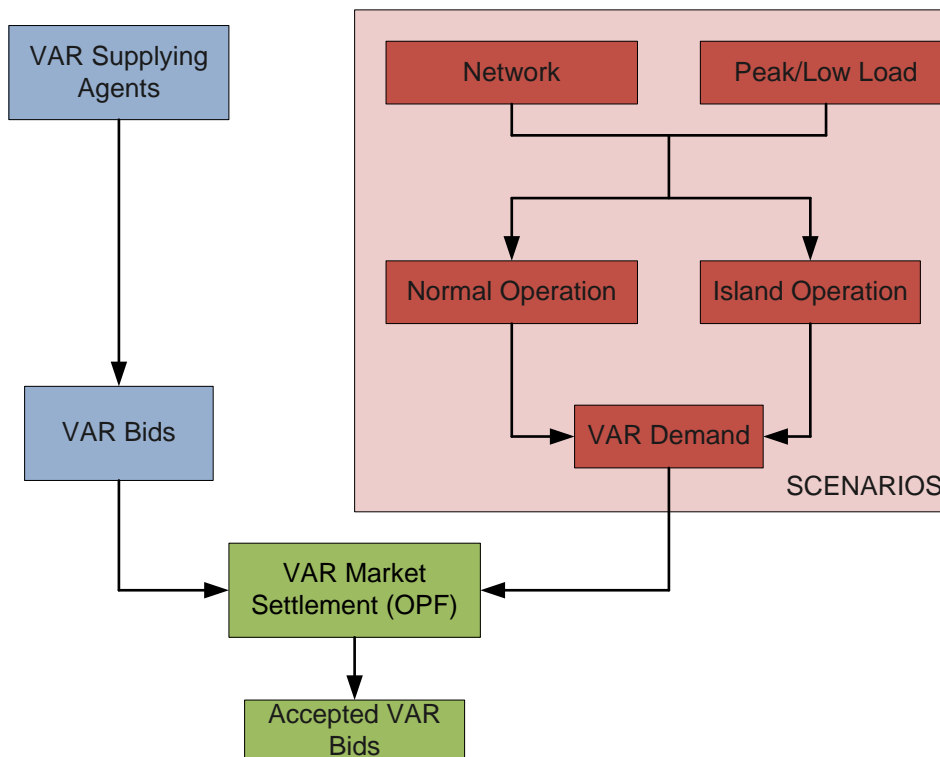 VAR Supplying
Agents
Network
Peak/Low Load
Normal Operation
Island Operation
VAR Bids
VAR Demand
SCENARIOS
VAR Market
Settlement (OPF)
Accepted VAR
Bids